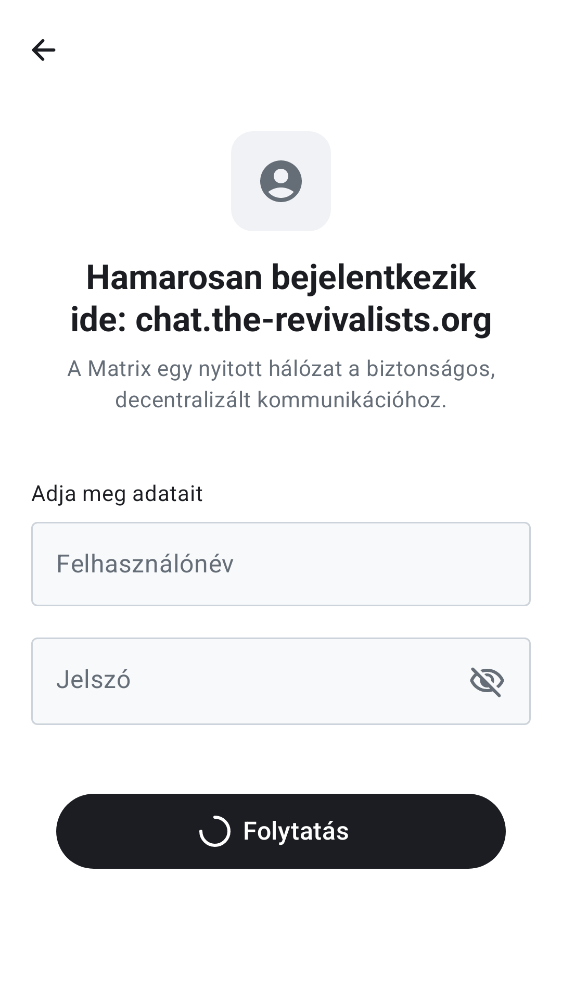 Hamarosan bejelentkezik
ide: chat.the-revivalists.org
A Matrix egy nyitott hálózat a biztonságos,
decentralizált kommunikációhoz.
Adja meg adatait
Felhasználónév
Jelszó
Folytatás